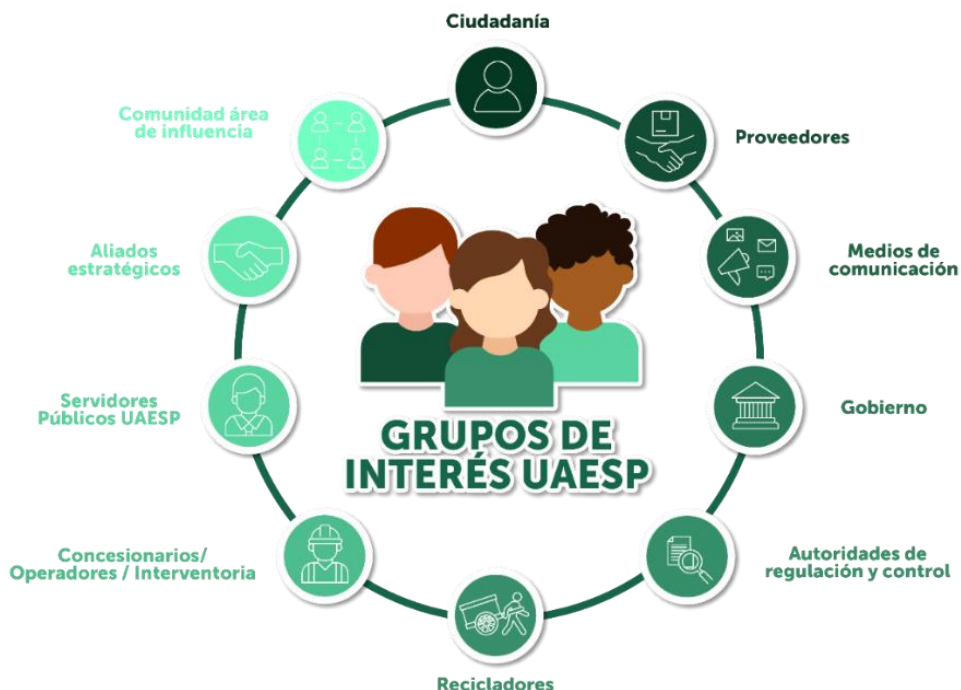 Ciudadanía
Proveedores
Medios de
comunicación
Gobierno
Autoridades de
regulación y control
Recicladores
Concesionarios/
Operadores / Interventoria
Servidores
Públicos UAESP
Aliados
estratégicos
Comunidad área
de influencia
GRUPOS DE
INTERÉS UAESP